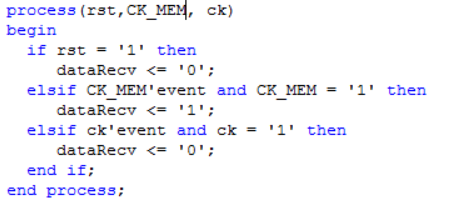 process(rst,CK_MEM, ck)
begin
  if rst = '1' then
     dataRecv <= '0';
  elsif CK_MEM'event and CK_MEM = '1' then
     dataRecv <= '1';
  elsif ck'event and ck = '1' then
     dataRecv <= '0';
  end if;
end process;